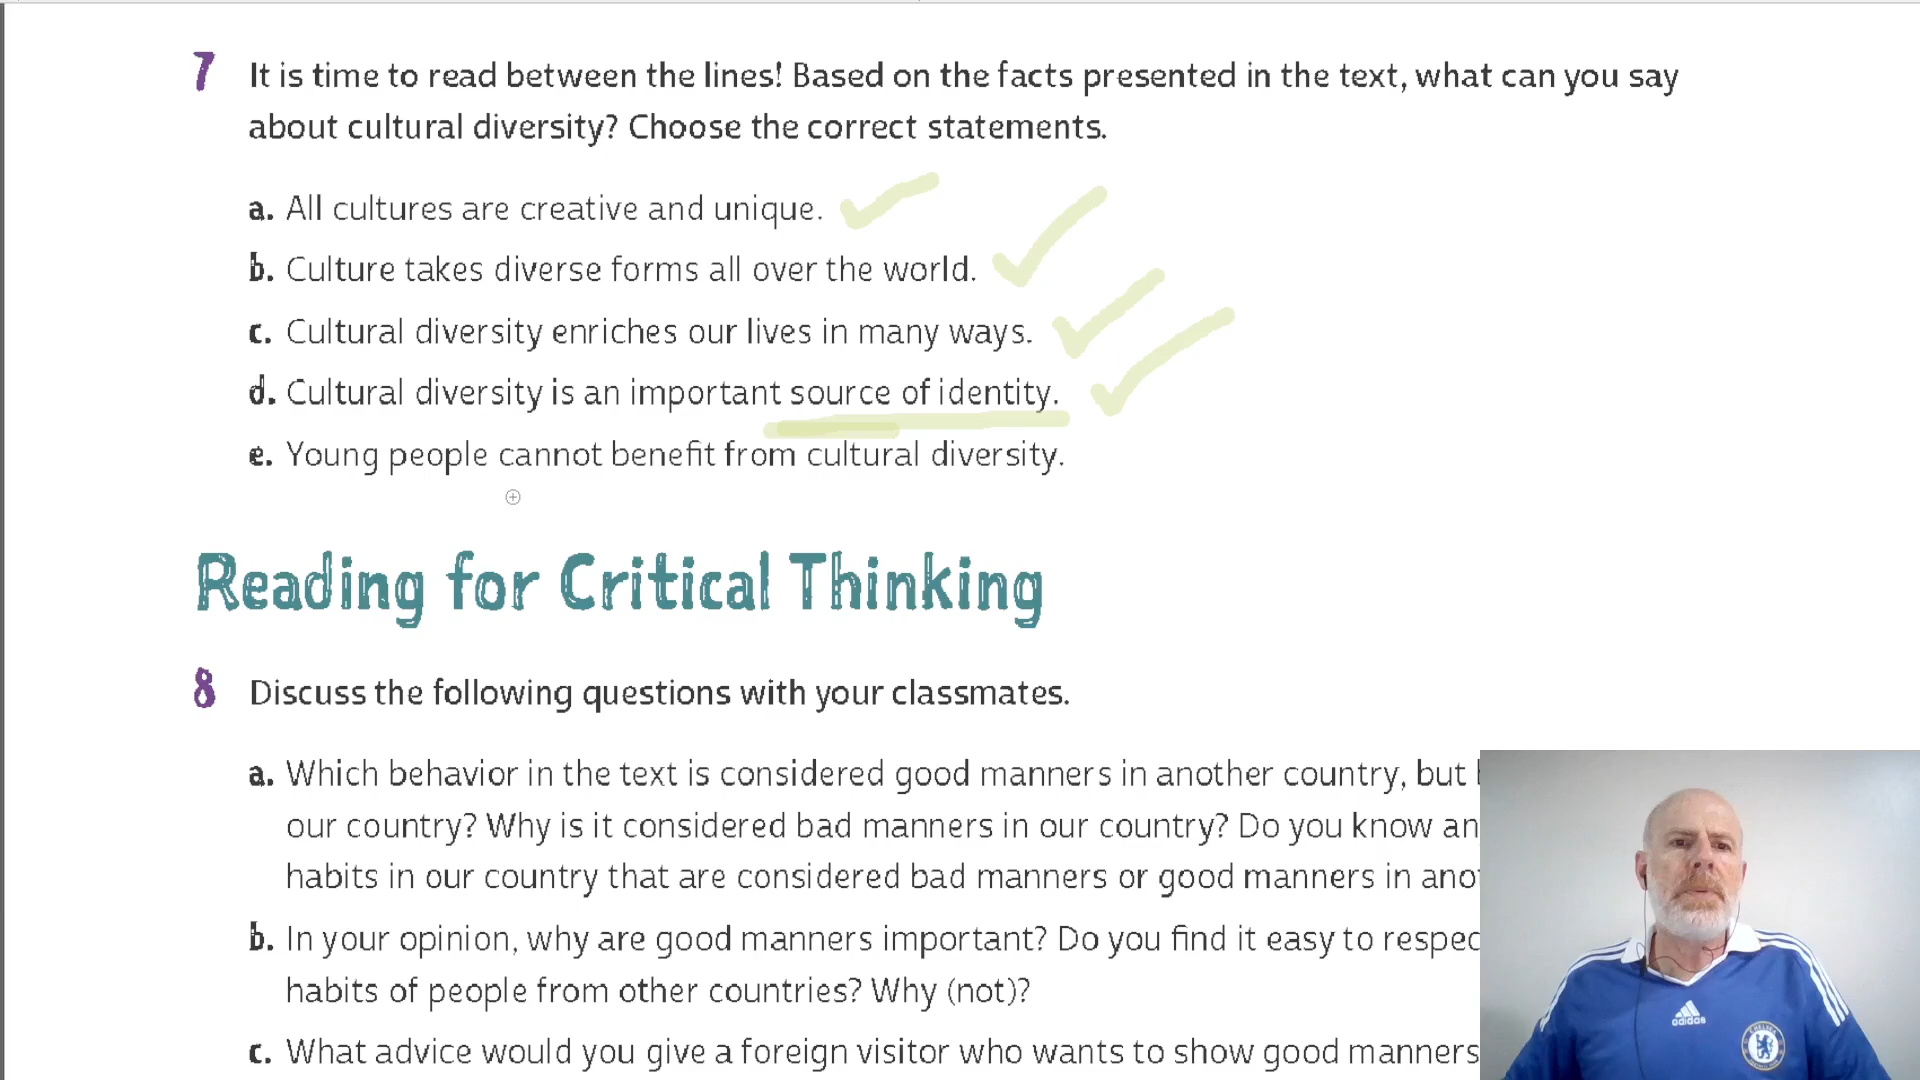 7 It is time to read between the lines! Based on the facts presented in the text, what can you say
about cultural diversity? Choose the correct statements.
a. All cultures are creative and unique.
b. Culture takes diverse forms all over the world.
c. Cultural diversity enriches our lives in many ways.
d. Cultural diversity is an important source of identity.
e. Young people cannot benefit from cultural diversity.
Reading for Critical Thinking
8 Discuss the following questions with your classmates.
a. Which behavior in the text is considered good manners in another country, but
our country? Why is it considered bad manners in our country? Do you know
habits in our country that are considered bad manners or good manners in
b. In your opinion, why are good manners important? Do you find it easy to
habits of people from other countries? Why (not)?
c. What advice would you give a foreign visitor who wants to show good manners
adidas
CHELSEA